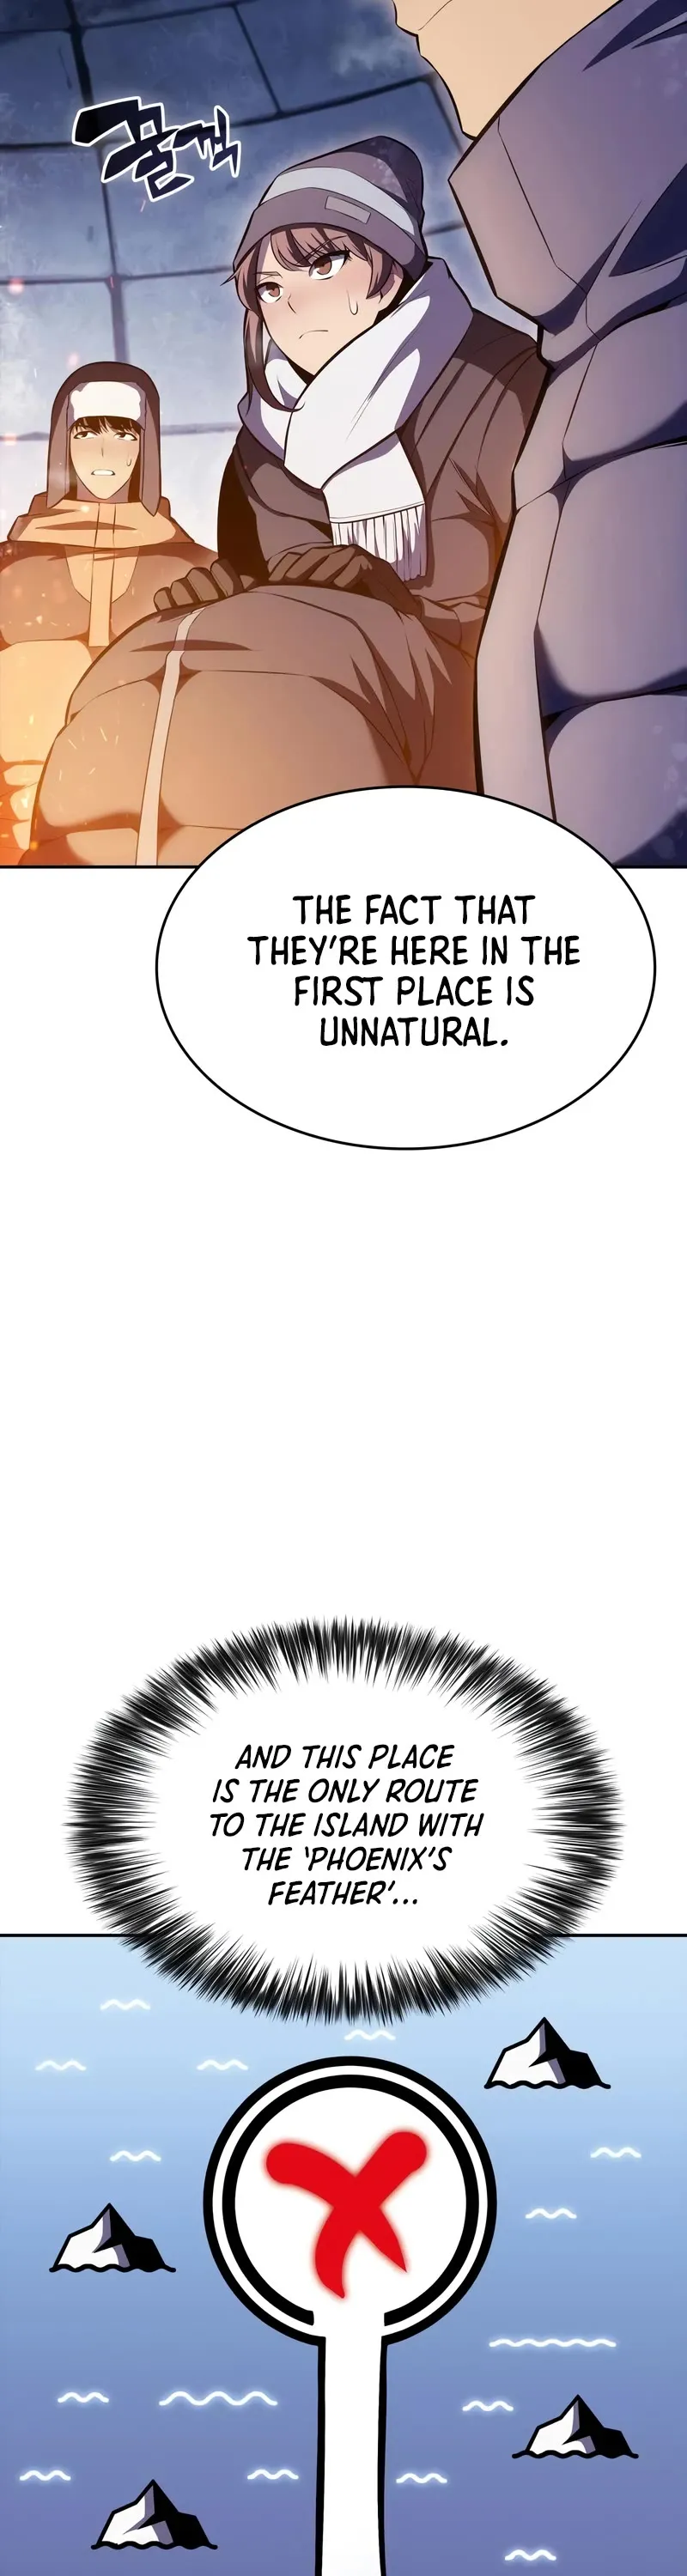 꿀꺽
THE FACT THAT
THEY'RE HERE IN THE
FIRST PLACE IS
UNNATURAL.
AND THIS PLACE
IS THE ONLY ROUTE
TO THE ISLAND WITH
THE 'PHOENIX'S
FEATHER'...